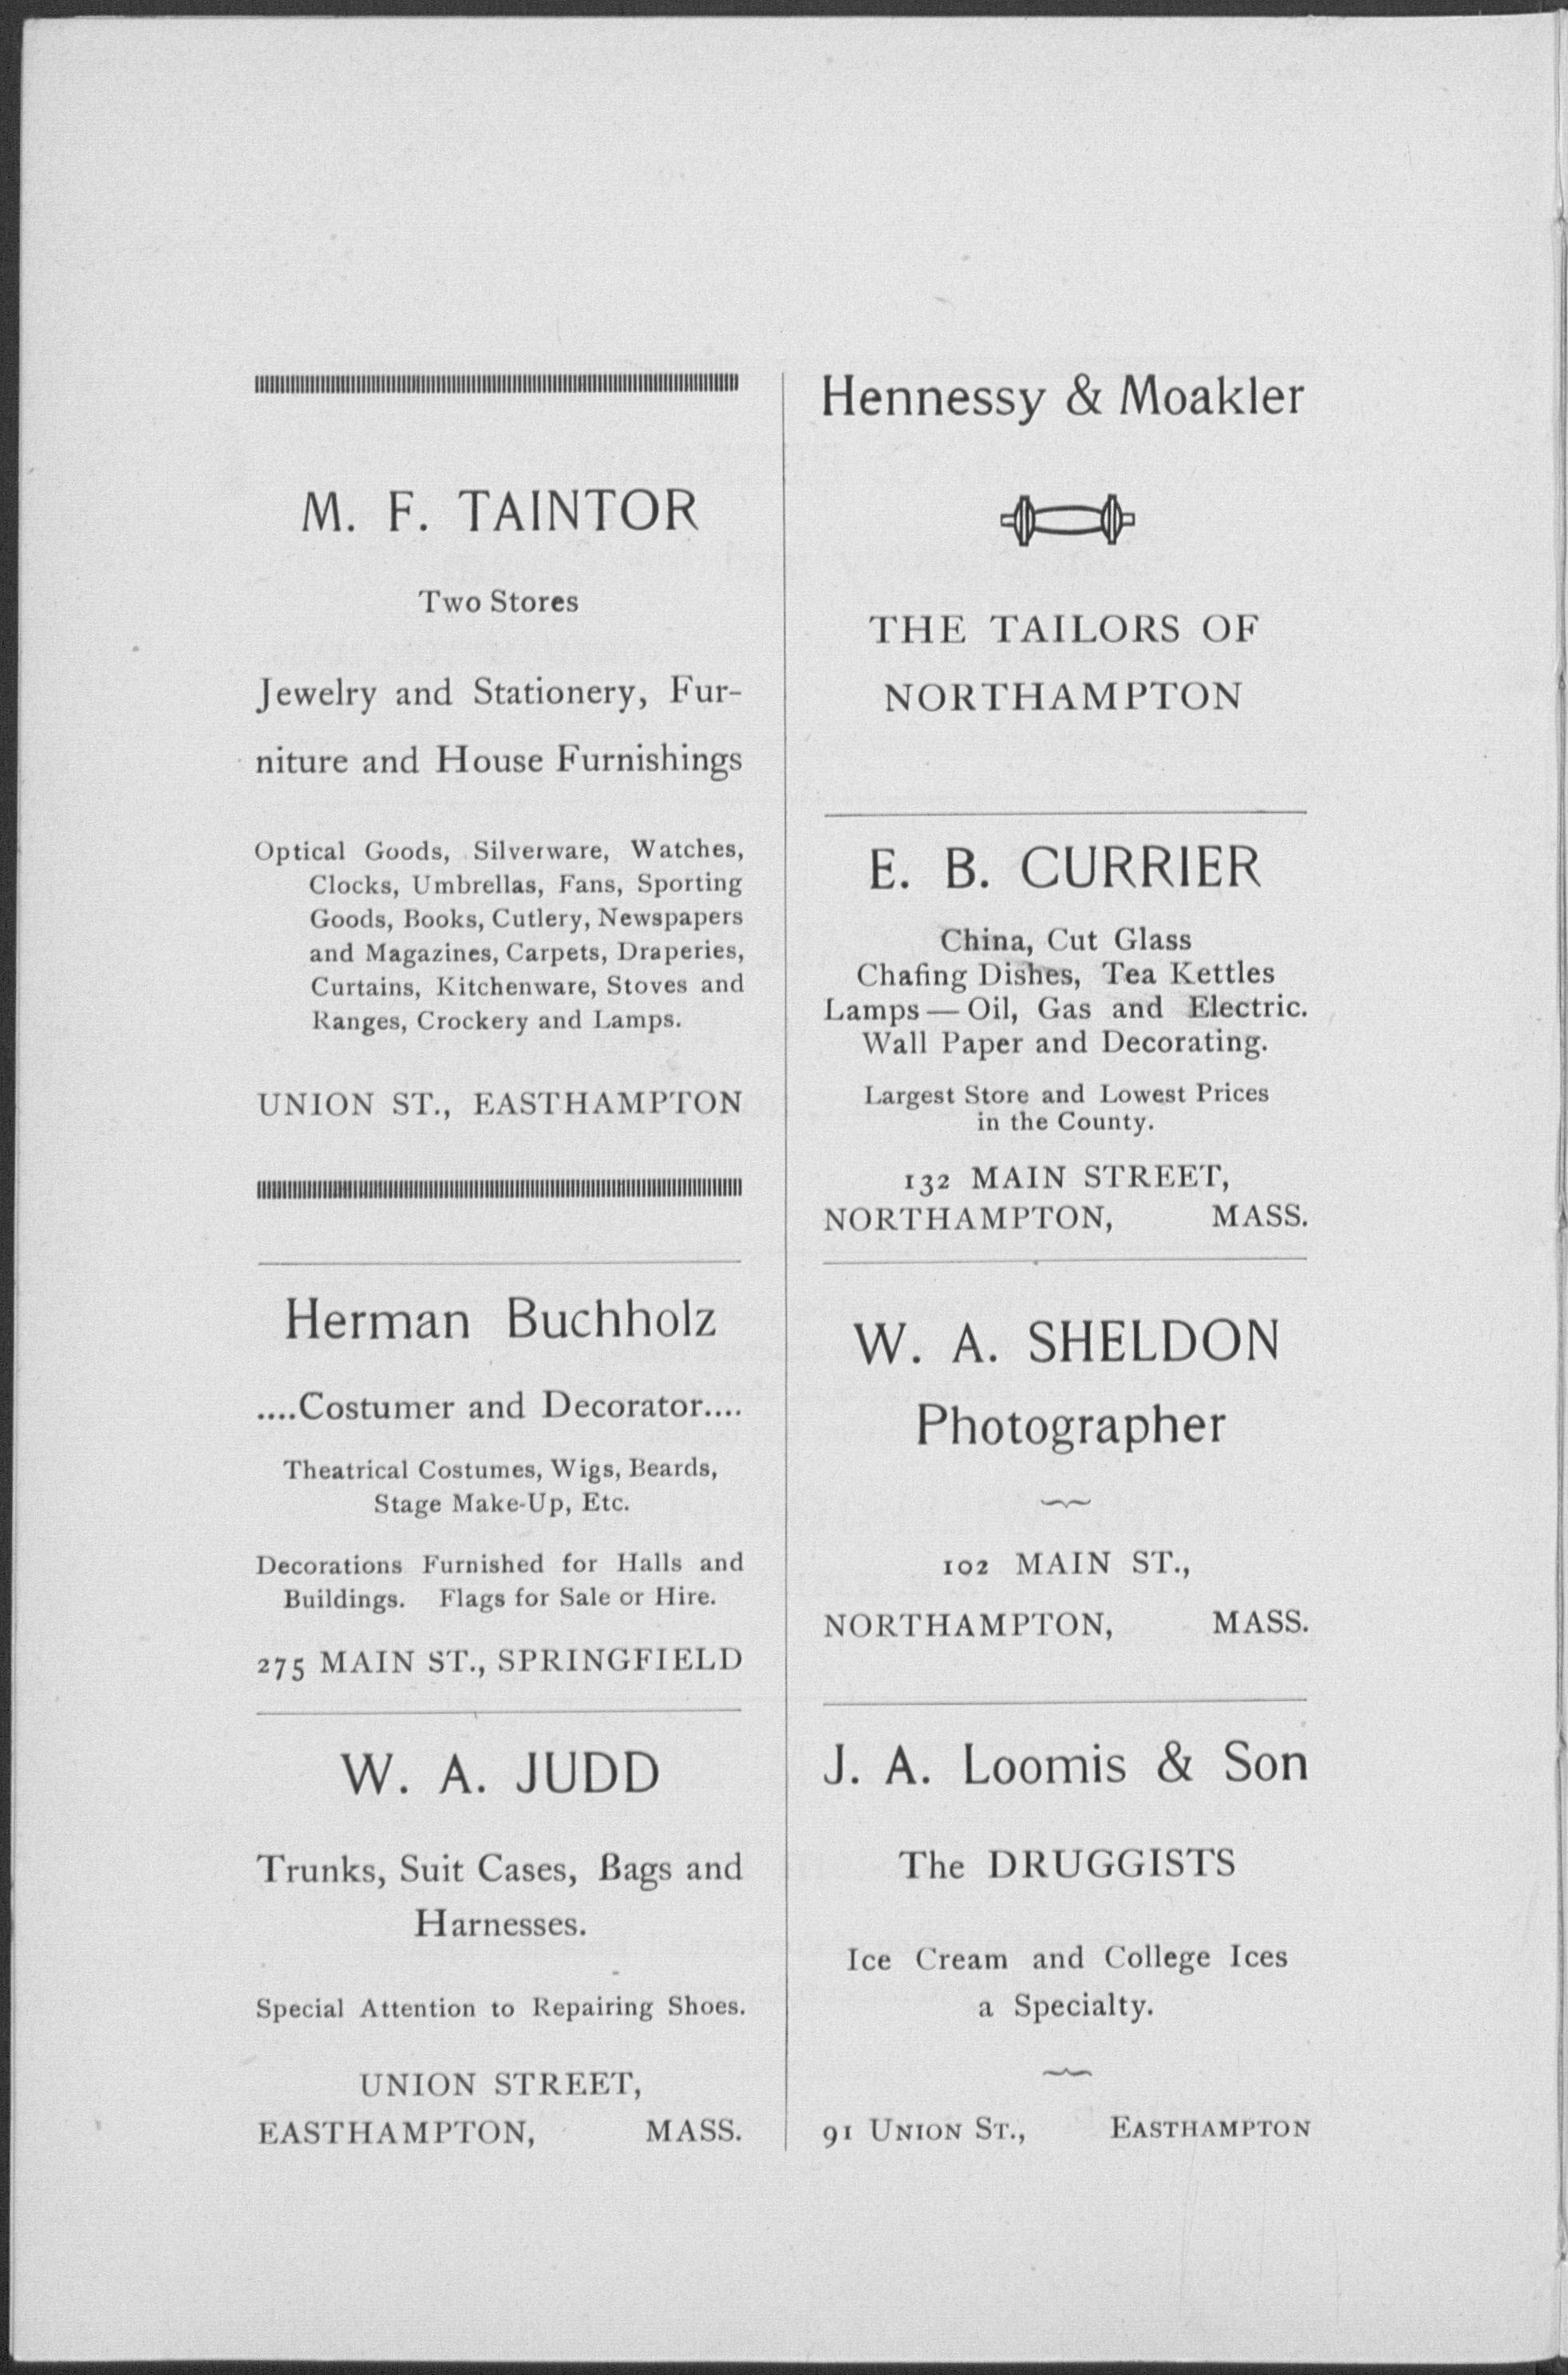 M. F. TAINTOR
Two Stores
Jewelry and Stationery, Fur-
niture and House Furnishings
Optical Goods, Silverware, Watches,
Clocks, Umbrellas, Fans, Sporting
Goods, Books, Cutlery, Newspapers
and Magazines, Carpets, Draperies,
Curtains, Kitchenware, Stoves and
Ranges, Crockery and Lamps.
UNION ST., EASTHAMPTON
Herman Buchholz
....Costumer and Decorator....
Theatrical Costumes, Wigs, Beards,
Stage Make-Up, Etc.
Decorations Furnished for Halls and
Buildings. Flags for Sale or Hire.
275 MAIN ST., SPRINGFIELD
W. A. JUDD
Trunks, Suit Cases, Bags and
Harnesses.
Special Attention to Repairing Shoes.
UNION STREET,
EASTHAMPTON, MASS.
Hennessy & Moakler
THE TAILORS OF
NORTHAMPTON
E. B. CURRIER
China, Cut Glass
Chafing Dishes, Tea Kettles
Lamps — Oil, Gas and Electric.
Wall Paper and Decorating.
Largest Store and Lowest Prices
in the County.
132 MAIN STREET,
NORTHAMPTON, MASS.
W. A. SHELDON
Photographer
102 MAIN ST.,
NORTHAMPTON, MASS.
J. A. Loomis & Son
The DRUGGISTS
Ice Cream and College Ices
a Specialty.
91 UNION ST., EASTHAMPTON